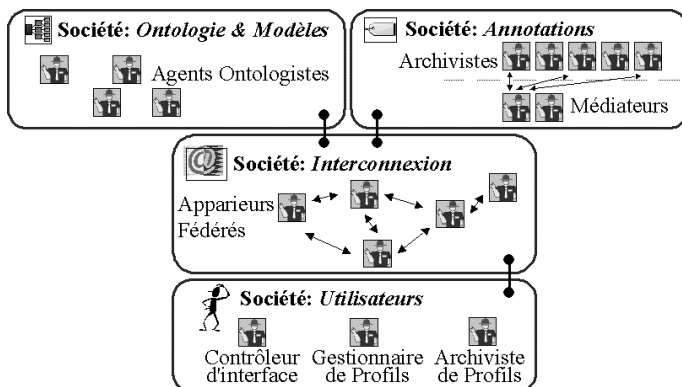 Société: Ontologie & Modèles
Agents Ontologistes
Société: Annotations
Archivistes
Médiateurs
@
Société: Interconnexion
Apparieurs
Fédérés
Société: Utilisateurs
Contrôleur
d'interface
Gestionnaire
de Profils
Archiviste
de Profils